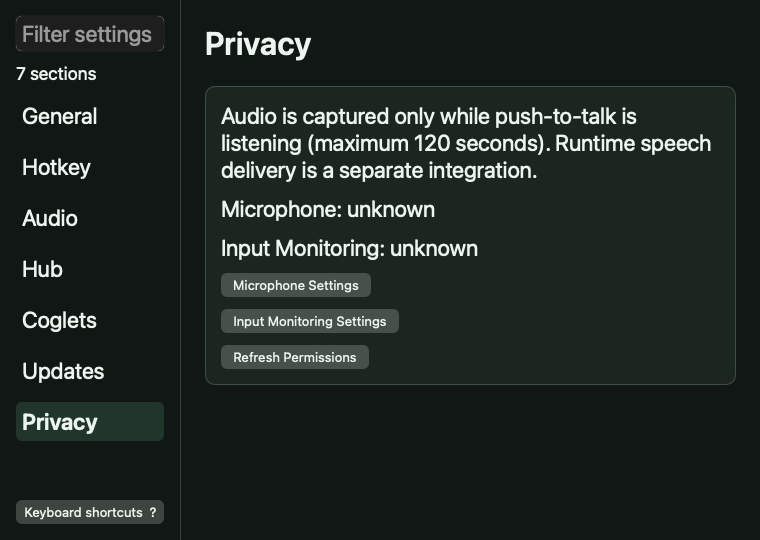 Filter settings
7 sections
General
Hotkey
Audio
Hub
Coglets
Updates
Privacy
Keyboard shortcuts ?
Privacy
Audio is captured only while push-to-talk is
listening (maximum 120 seconds). Runtime speech
delivery is a separate integration.
Microphone: unknown
Input Monitoring: unknown
Microphone Settings
Input Monitoring Settings
Refresh Permissions